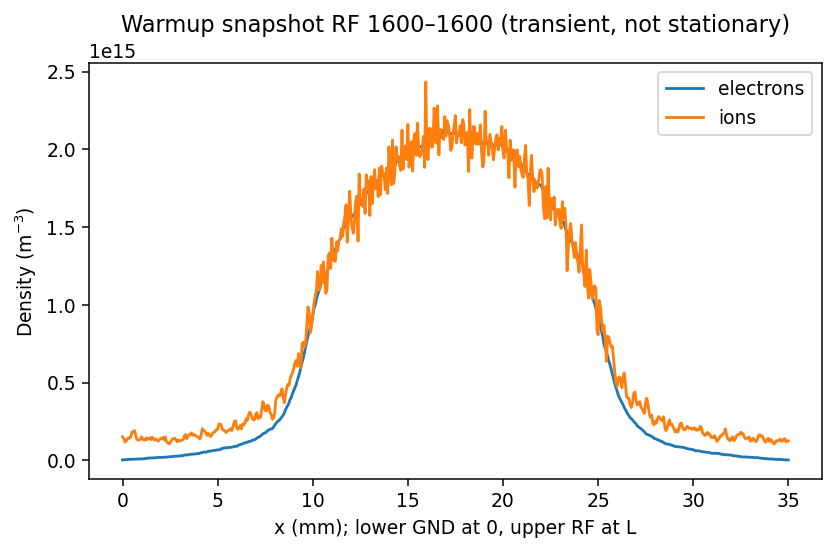 Warmup snapshot RF 1600–1600 (transient, not stationary)
1e15
electrons
ions
2.5
2.0
1.5
1.0
0.5
0.0
Density (m⁻³)
0 5 10 15 20 25 30 35
x (mm); lower GND at 0, upper RF at L